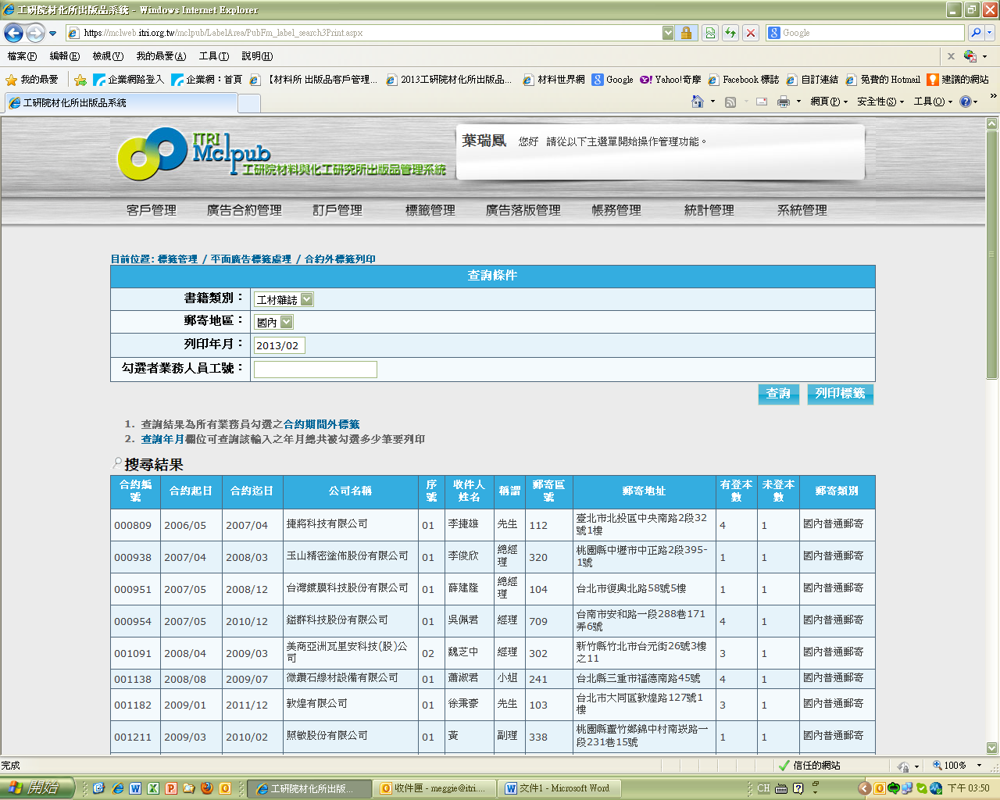 工研院材化所出版品系統 - Windows Internet Explorer
https://mclweb.itri.org.tw/mclpub/LabelArea/PubFm_label_search3Print.aspx
Google
檔案(F) 編輯(E) 檢視(V) 我的最愛(A) 工具(T) 說明(H)
我的最愛 企業網路登入 企業網：首頁 【材料所 出版品客戶管理... 2013工研院材化所出版品... 材料世界網 Google Yahoo!奇摩 Facebook 標誌 自訂連結 免費的 Hotmail 建議的網站
工研院材化所出版品系統
網頁(P) 安全性(S) 工具(O)
ITRI
Mclpub
工研院材料與化工研究所出版品管理系統
葉瑞鳳 您好 請從以下主選單開始操作管理功能。
客戶管理 廣告合約管理 訂戶管理 標籤管理 廣告落版管理 帳務管理 統計管理 系統管理
目前位置: 標籤管理 / 平面廣告標籤處理 / 合約外標籤列印
查詢條件
書籍類別： 工材雜誌
郵寄地區： 國內
列印年月： 2013/02
勾選者業務人員工號：
查詢 列印標籤
1. 查詢結果為所有業務員勾選之合約期間外標籤
2. 查詢年月欄位可查詢該輸入之年月總共被勾選多少筆要列印
搜尋結果
合約編號 合約起日 合約迄日 公司名稱 序號 收件人姓名 稱謂 郵寄區號 郵寄地址 有登本數 未登本數 郵寄類別
000809 2006/05 2007/04 捷將科技有限公司 01 李捷雄 先生 112 臺北市北投區中央南路2段32號1樓 4 1 國內普通郵寄
000938 2007/04 2008/03 玉山精密塗佈股份有限公司 01 李俊欣 總經理 320 桃園縣中壢市中正路2段395-1號 1 1 國內普通郵寄
000951 2007/05 2008/12 台灣鍍膜科技股份有限公司 01 薛建隆 總經理 104 台北市復興北路58號5樓 1 1 國內普通郵寄
000954 2007/05 2010/12 鎰群科技股份有限公司 01 吳佩君 經理 709 台南市安和路一段288巷171弄6號 4 1 國內普通郵寄
001091 2008/04 2009/03 美商亞洲瓦里安科技(股)公司 02 魏芝中 經理 302 新竹縣竹北市台元街26號3樓之11 3 1 國內普通郵寄
001138 2008/08 2009/07 微鑽石線材設備有限公司 01 蕭淑君 小姐 241 台北縣三重市福德南路45號 4 1 國內普通郵寄
001182 2009/01 2011/12 敦煌有限公司 01 徐秉豪 先生 103 台北市大同區敦煌路127號1樓 3 1 國內普通郵寄
001211 2009/03 2010/02 照敏股份有限公司 01 黃 副理 338 桃園縣蘆竹鄉錦中村南崁路一段231巷15號 1 1 國內普通郵寄
完成 信任的網站 100%
開始 工研院材化所出版... 收件匣 - meggie@itri.... 文件1 - Microsoft Word CH 下午 03:50